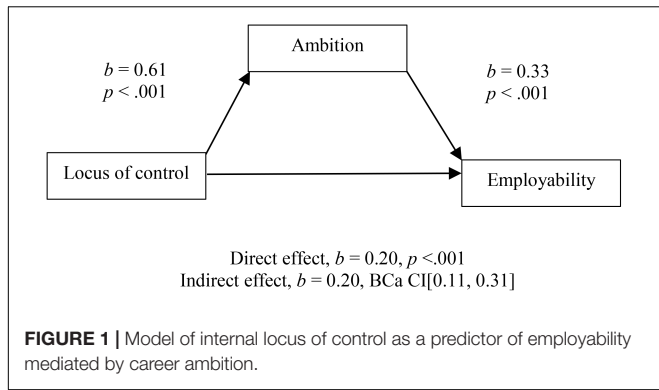 Ambition
b = 0.61
p < .001
b = 0.33
p < .001
Locus of control
Employability
Direct effect, b = 0.20, p <.001
Indirect effect, b = 0.20, BCa CI[0.11, 0.31]
FIGURE 1 | Model of internal locus of control as a predictor of employability
mediated by career ambition.